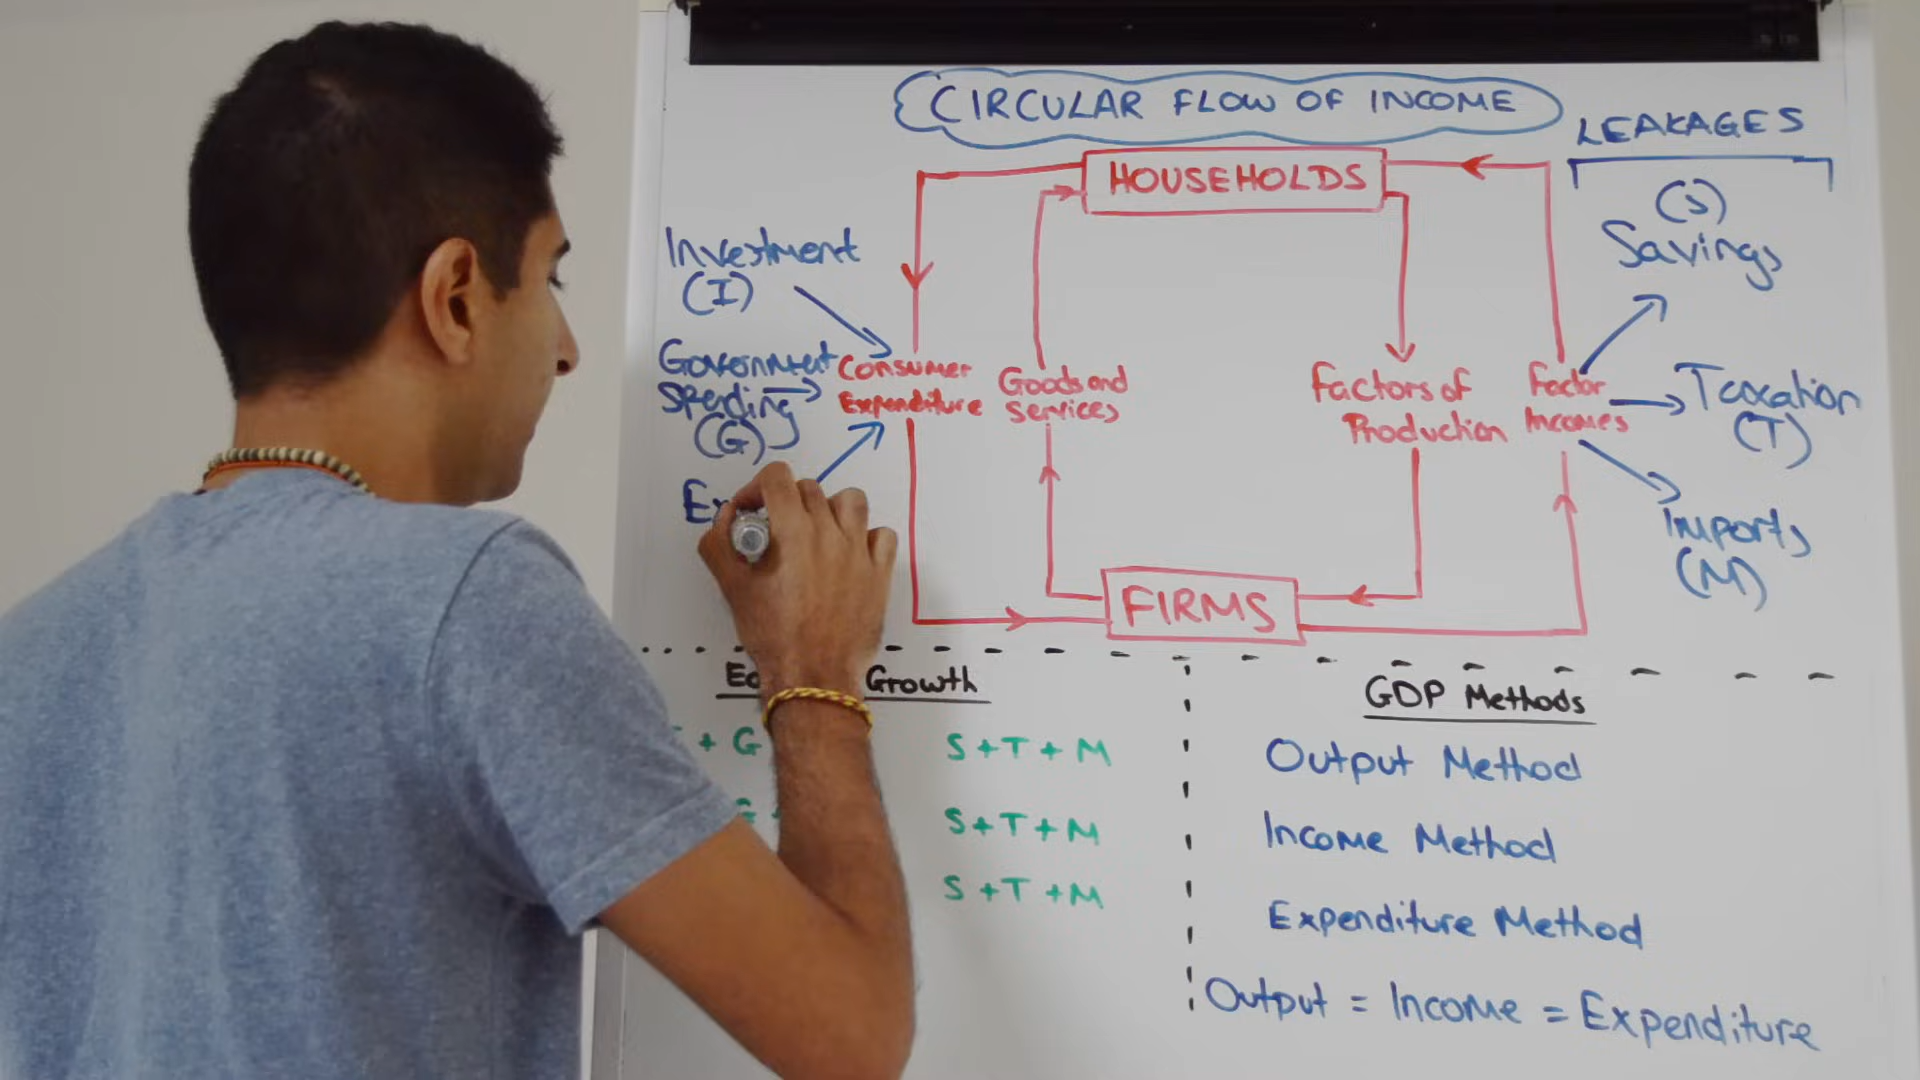 CIRCULAR FLOW OF INCOME
LEAKAGES
HOUSEHOLDS
(S)
Savings
Investment
(I)
Government
Spending
(G)
Consumer
Expenditure
Goods and
Services
Factors of
Production
Factor
Incomes
Taxation
(T)
Imports
(M)
FIRMS
Growth
+ G
S + T + M
S + T + M
S + T + M
GDP Methods
Output Method
Income Method
Expenditure Method
Output = Income = Expenditure